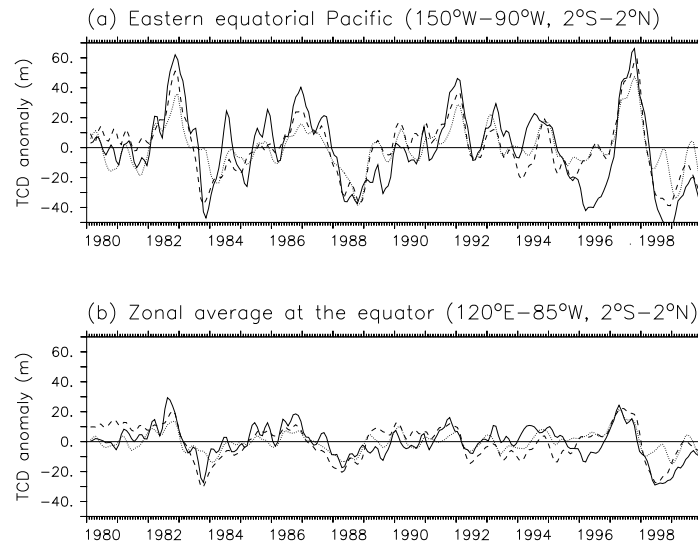 (a) Eastern equatorial Pacific (150°W–90°W, 2°S–2°N)
TCD anomaly (m)
60.
40.
20.
0.
−20.
−40.
1980 1982 1984 1986 1988 1990 1992 1994 1996 1998
(b) Zonal average at the equator (120°E–85°W, 2°S–2°N)
TCD anomaly (m)
60.
40.
20.
0.
−20.
−40.
1980 1982 1984 1986 1988 1990 1992 1994 1996 1998